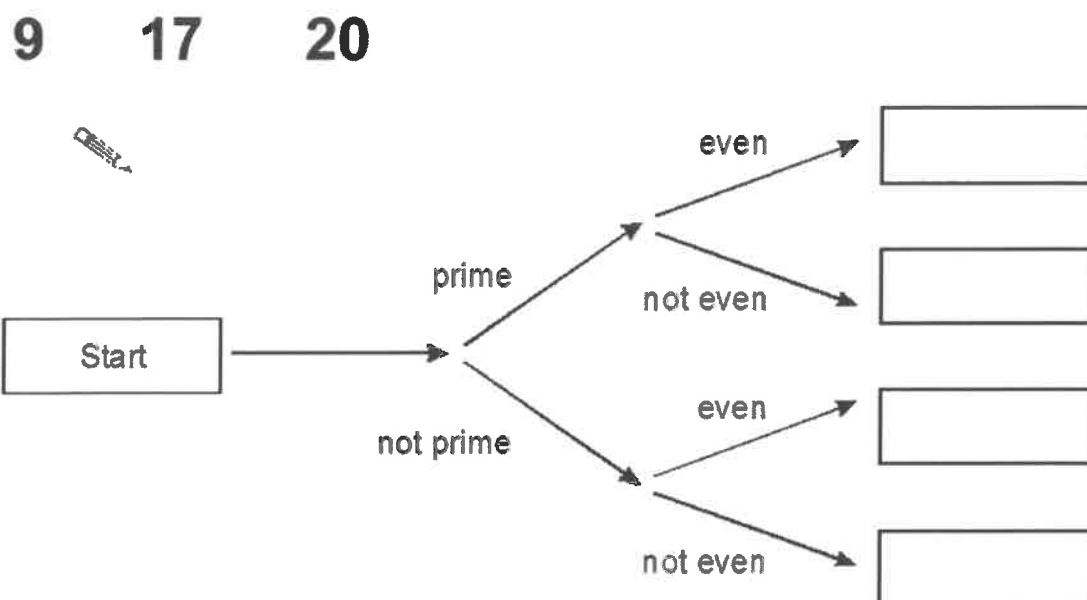 9 17 20
even
prime
not even
Start
even
not prime
not even